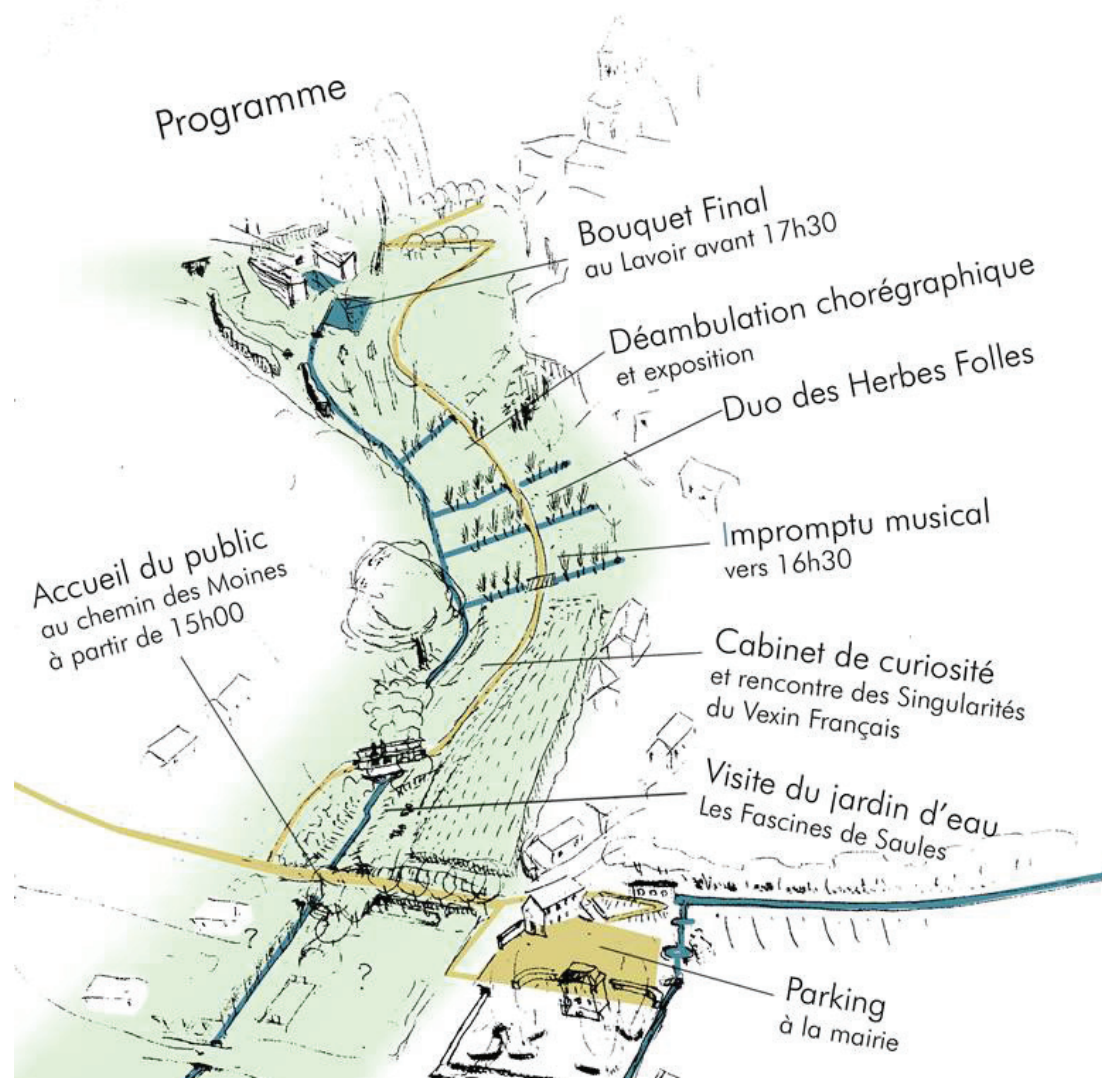 Programme
Bouquet Final
au Lavoir avant 17h30
Déambulation chorégraphique
et exposition
Duo des Herbes Folles
Impromptu musical
vers 16h30
Accueil du public
au chemin des Moines
à partir de 15h00
Cabinet de curiosité
et rencontre des Singularités
du Vexin Français
Visite du jardin d'eau
Les Fascines de Saules
?
?
Parking
à la mairie